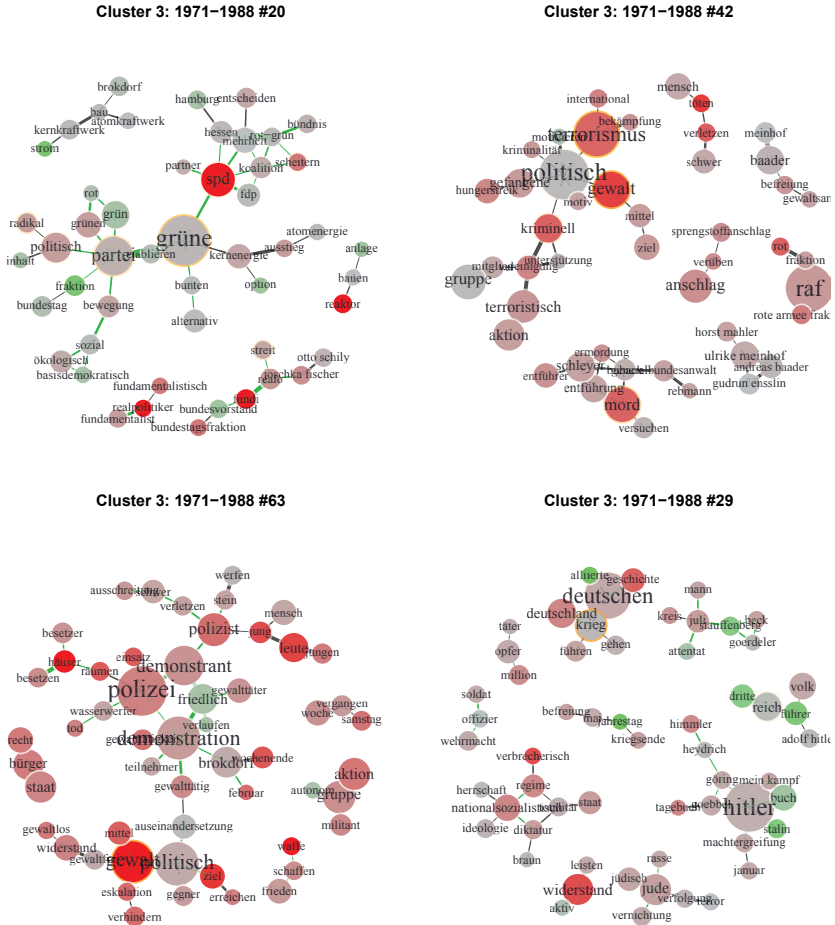 Cluster 3: 1971−1988 #20
brokdorf
bau
kernkraftwerk
atomkraftwerk
strom
hamburg
entscheiden
hessen
mehrheit
rot−grün
bündnis
partner
koalition
scheitern
spd
fdp
rot
grün
radikal
grünen
politisch
inhalt
partei
etablieren
grüne
fraktion
bundestag
bewegung
bunten
alternativ
kernenergie
ausstieg
atomenergie
option
anlage
bauen
reaktor
sozial
ökologisch
basisdemokratisch
streit
otto schily
realo
joschka fischer
fundamentalistisch
realpolitiker
fundamentalist
bundesvorstand
fundi
bundestagsfraktion
Cluster 3: 1971−1988 #42
international
bekämpfung
terrorismus
kriminalität
politisch
hungerstreik
gefangene
gewalt
motiv
mittel
ziel
kriminell
mitglied
vereinigung
unterstützung
gruppe
terroristisch
aktion
mensch
töten
verletzen
schwer
meinhof
baader
befreiung
sprengstoffanschlag
verüben
anschlag
rot
fraktion
raf
horst mahler
ulrike meinhof
andreas baader
gudrun ensslin
ermordung
schleyer
entführer
entführung
rebmann
mord
versuchen
Cluster 3: 1971−1988 #63
werfen
ausschreitung
schwer
stein
verletzen
mensch
besetzer
polizist
jung
leute
häuser
einsatz
besetzen
räumen
demonstrant
polizei
gewalttäter
friedlich
wasserwerfer
tod
verlaufen
demonstration
teilnehmer
brokdorf
wochenende
februar
gewalttätig
vergangen
woche
samstag
recht
bürger
staat
aktion
autonom
gruppe
militant
auseinandersetzung
gewaltlos
mittel
widerstand
gewalt
politisch
eskalation
verhindern
gegner
ziel
erreichen
waffe
schaffen
frieden
Cluster 3: 1971−1988 #29
alliierte
geschichte
deutschen
deutschland
krieg
führen
gehen
täter
opfer
million
mann
kreis
juli
stauffenberg
beck
goerdeler
attentat
soldat
offizier
wehrmacht
befreiung
mai
jahrestag
kriegsende
dritte
volk
reich
führer
himmler
heydrich
göring
mein kampf
goebbels
tagebuch
hitler
buch
stalin
machtergreifung
januar
verbrecherisch
herrschaft
regime
nationalsozialistisch
staat
ideologie
diktatur
braun
leisten
widerstand
aktiv
rasse
jüdisch
jude
verfolgung
terror
vernichtung